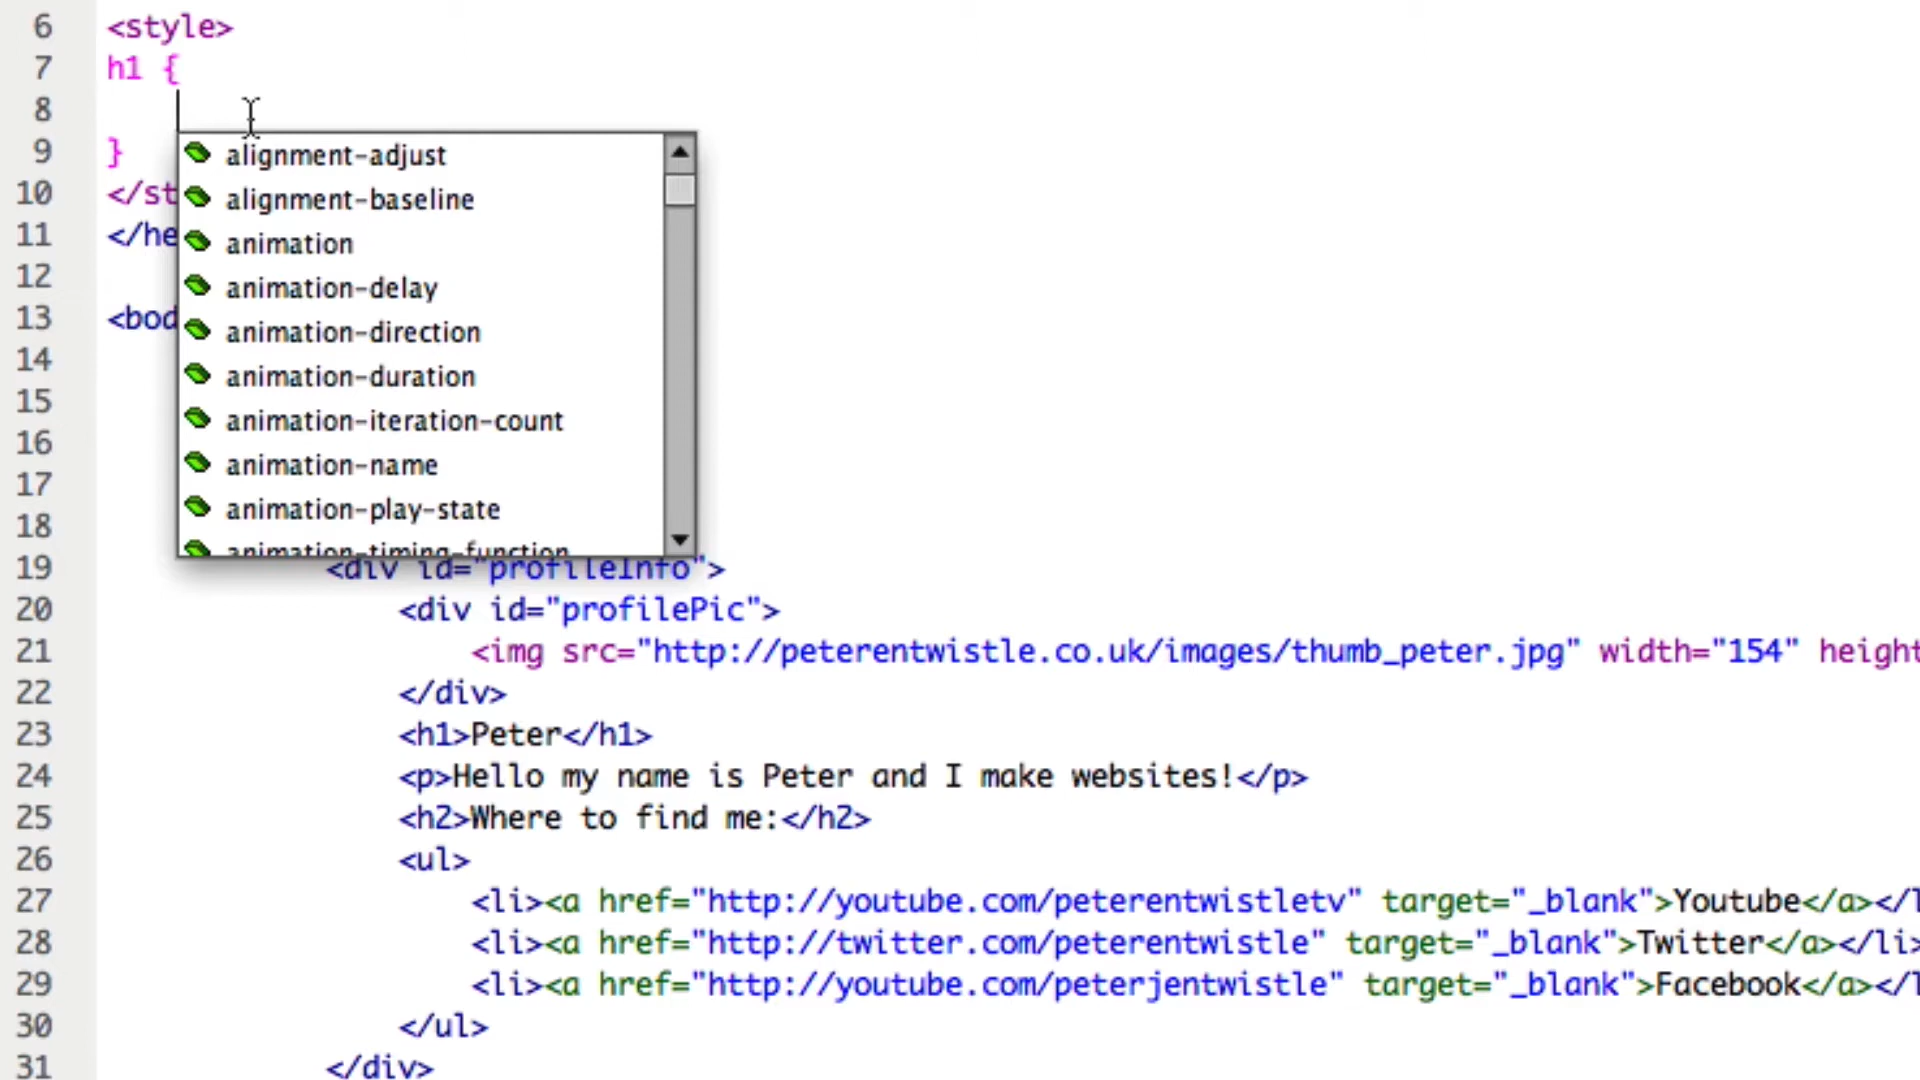 6 <style>
7 h1 {
8
9 }
10 </st
11 </he
12
13 <bod
14
15
16
17
18
alignment-adjust
alignment-baseline
animation
animation-delay
animation-direction
animation-duration
animation-iteration-count
animation-name
animation-play-state
animation-timing-function
19 <div id="profileInfo">
20 <div id="profilePic">
21 <img src="http://peterentwistle.co.uk/images/thumb_peter.jpg" width="154" height
22 </div>
23 <h1>Peter</h1>
24 <p>Hello my name is Peter and I make websites!</p>
25 <h2>Where to find me:</h2>
26 <ul>
27 <li><a href="http://youtube.com/peterentwistletv" target="_blank">Youtube</a></l
28 <li><a href="http://twitter.com/peterentwistle" target="_blank">Twitter</a></li>
29 <li><a href="http://youtube.com/peterjentwistle" target="_blank">Facebook</a></l
30 </ul>
31 </div>